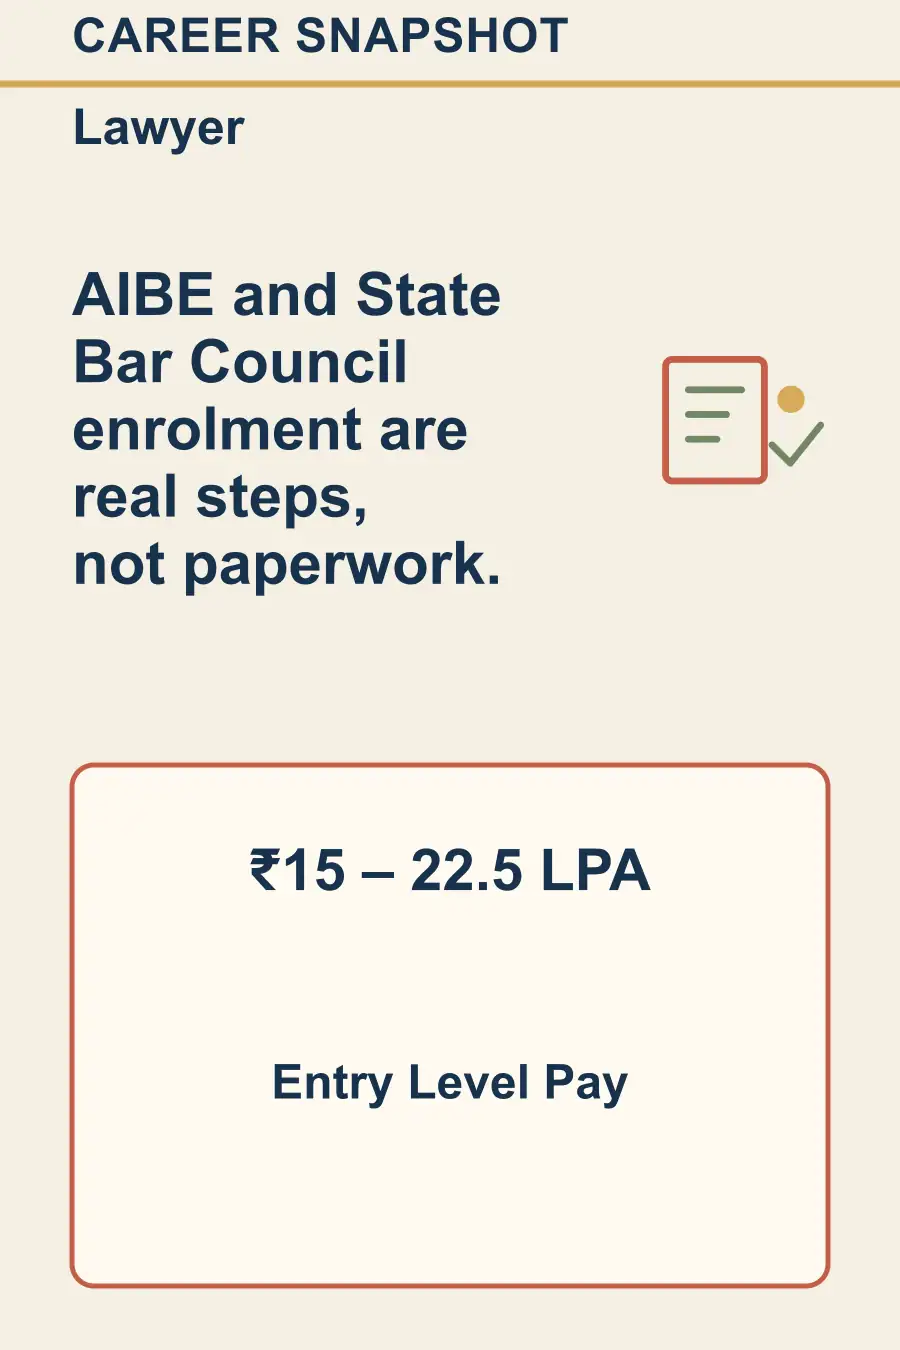 CAREER SNAPSHOT
Lawyer
AIBE and State
Bar Council
enrolment are
real steps,
not paperwork.
₹15 – 22.5 LPA
Entry Level Pay